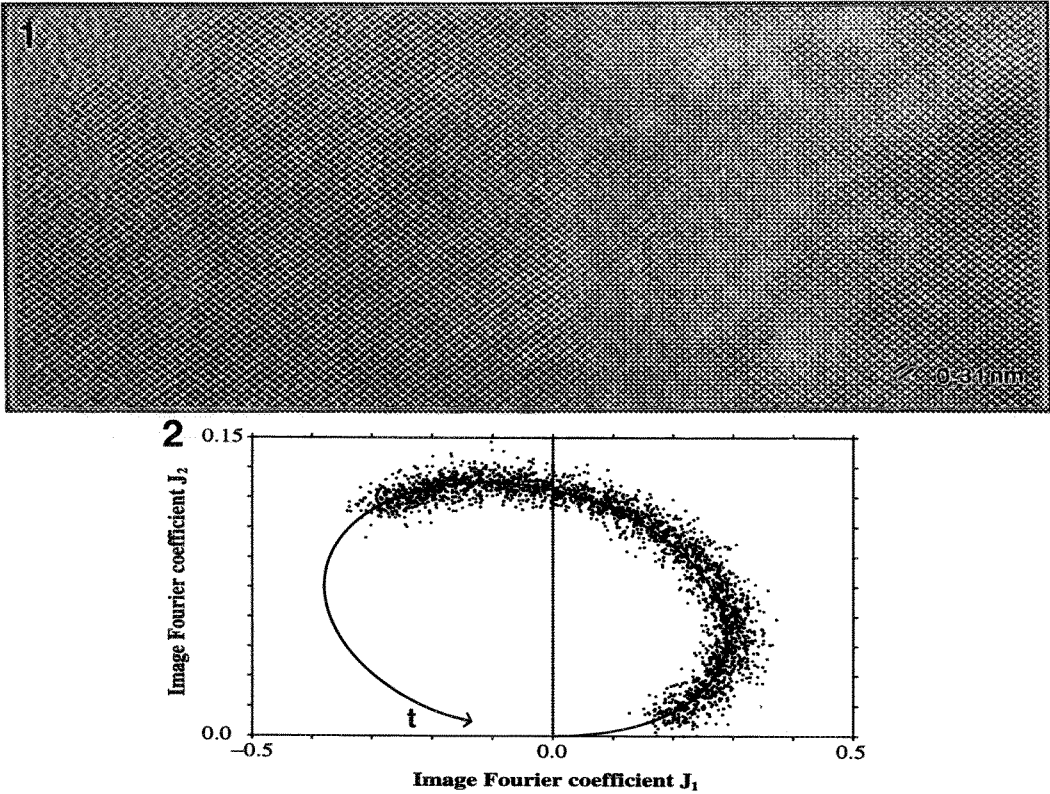 1
0.31nm
2
0.15
Image Fourier coefficient J₂
t
0.0
−0.5
0.0
0.5
Image Fourier coefficient J₁